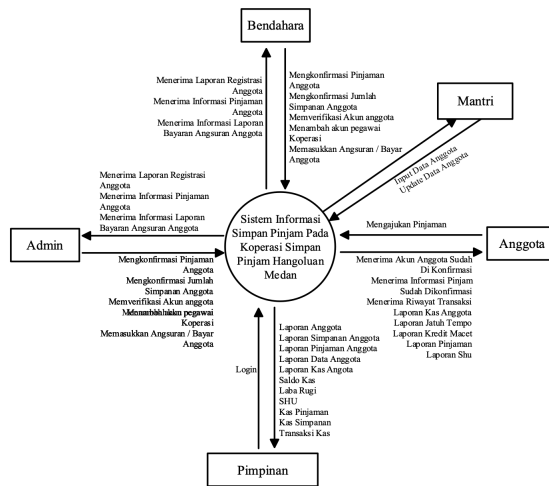 Bendahara
Menerima Laporan Registrasi
Anggota
Menerima Informasi Pinjaman
Anggota
Menerima Informasi Laporan
Bayaran Angsuran Anggota
Mengkonfirmasi Pinjaman
Anggota
Mengkonfirmasi Jumlah
Simpanan Anggota
Memverifikasi Akun anggota
Menambah akun pegawai
Koperasi
Memasukkan Angsuran / Bayar
Anggota
Mantri
Input Data Anggota
Update Data Anggota
Menerima Laporan Registrasi
Anggota
Menerima Informasi Pinjaman
Anggota
Menerima Informasi Laporan
Bayaran Angsuran Anggota
Admin
Mengkonfirmasi Pinjaman
Anggota
Mengkonfirmasi Jumlah
Simpanan Anggota
Memverifikasi Akun anggota
Menambah akun pegawai
Koperasi
Memasukkan Angsuran / Bayar
Anggota
Sistem Informasi
Simpan Pinjam Pada
Koperasi Simpan
Pinjam Hangoluan
Medan
Mengajukan Pinjaman
Anggota
Menerima Akun Anggota Sudah
Di Konfirmasi
Menerima Informasi Pinjam
Sudah Dikonfirmasi
Menerima Riwayat Transaksi
Laporan Kas Anggota
Laporan Jatuh Tempo
Laporan Kredit Macet
Laporan Pinjaman
Laporan Shu
Login
Laporan Anggota
Laporan Simpanan Anggota
Laporan Pinjaman Anggota
Laporan Data Anggota
Laporan Kas Angota
Saldo Kas
Laba Rugi
SHU
Kas Pinjaman
Kas Simpanan
Transaksi Kas
Pimpinan